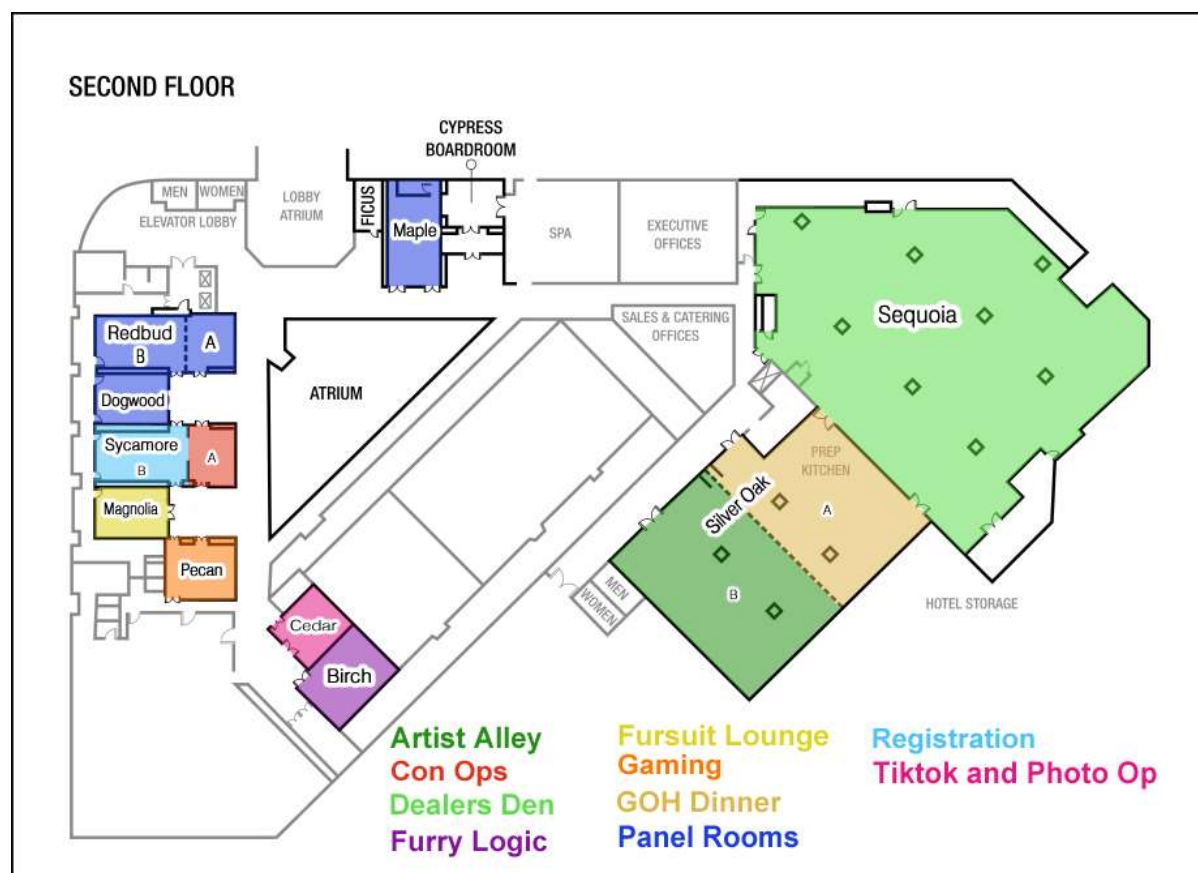 SECOND FLOOR
CYPRESS
BOARDROOM
MEN
WOMEN
ELEVATOR LOBBY
LOBBY
ATRIUM
FICUS
Maple
SPA
EXECUTIVE
OFFICES
Redbud
B
A
SALES & CATERING
OFFICES
Sequoia
Dogwood
ATRIUM
Sycamore
B
A
Magnolia
PREP
KITCHEN
Silver Oak
A
B
Pecan
MEN
WOMEN
HOTEL STORAGE
Cedar
Birch
Artist Alley
Con Ops
Dealers Den
Furry Logic
Fursuit Lounge
Gaming
GOH Dinner
Panel Rooms
Registration
Tiktok and Photo Op